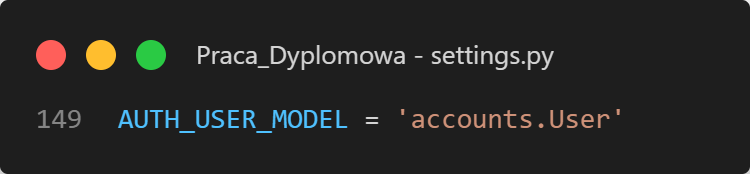 Praca_Dyplomowa - settings.py
149 AUTH_USER_MODEL = 'accounts.User'